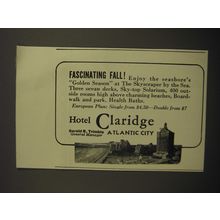 FASCINATING FALL! Enjoy the seashore's
"Golden Season" at The Skyscraper by the Sea.
Three ocean decks, Sky-top Solarium, 400 out-
side rooms high above charming beaches, Board-
walk and park. Health Baths.
European Plan: Single from $4.50—Double from $7
Hotel Claridge
Gerald R. Trimble
General Manager
ATLANTIC CITY